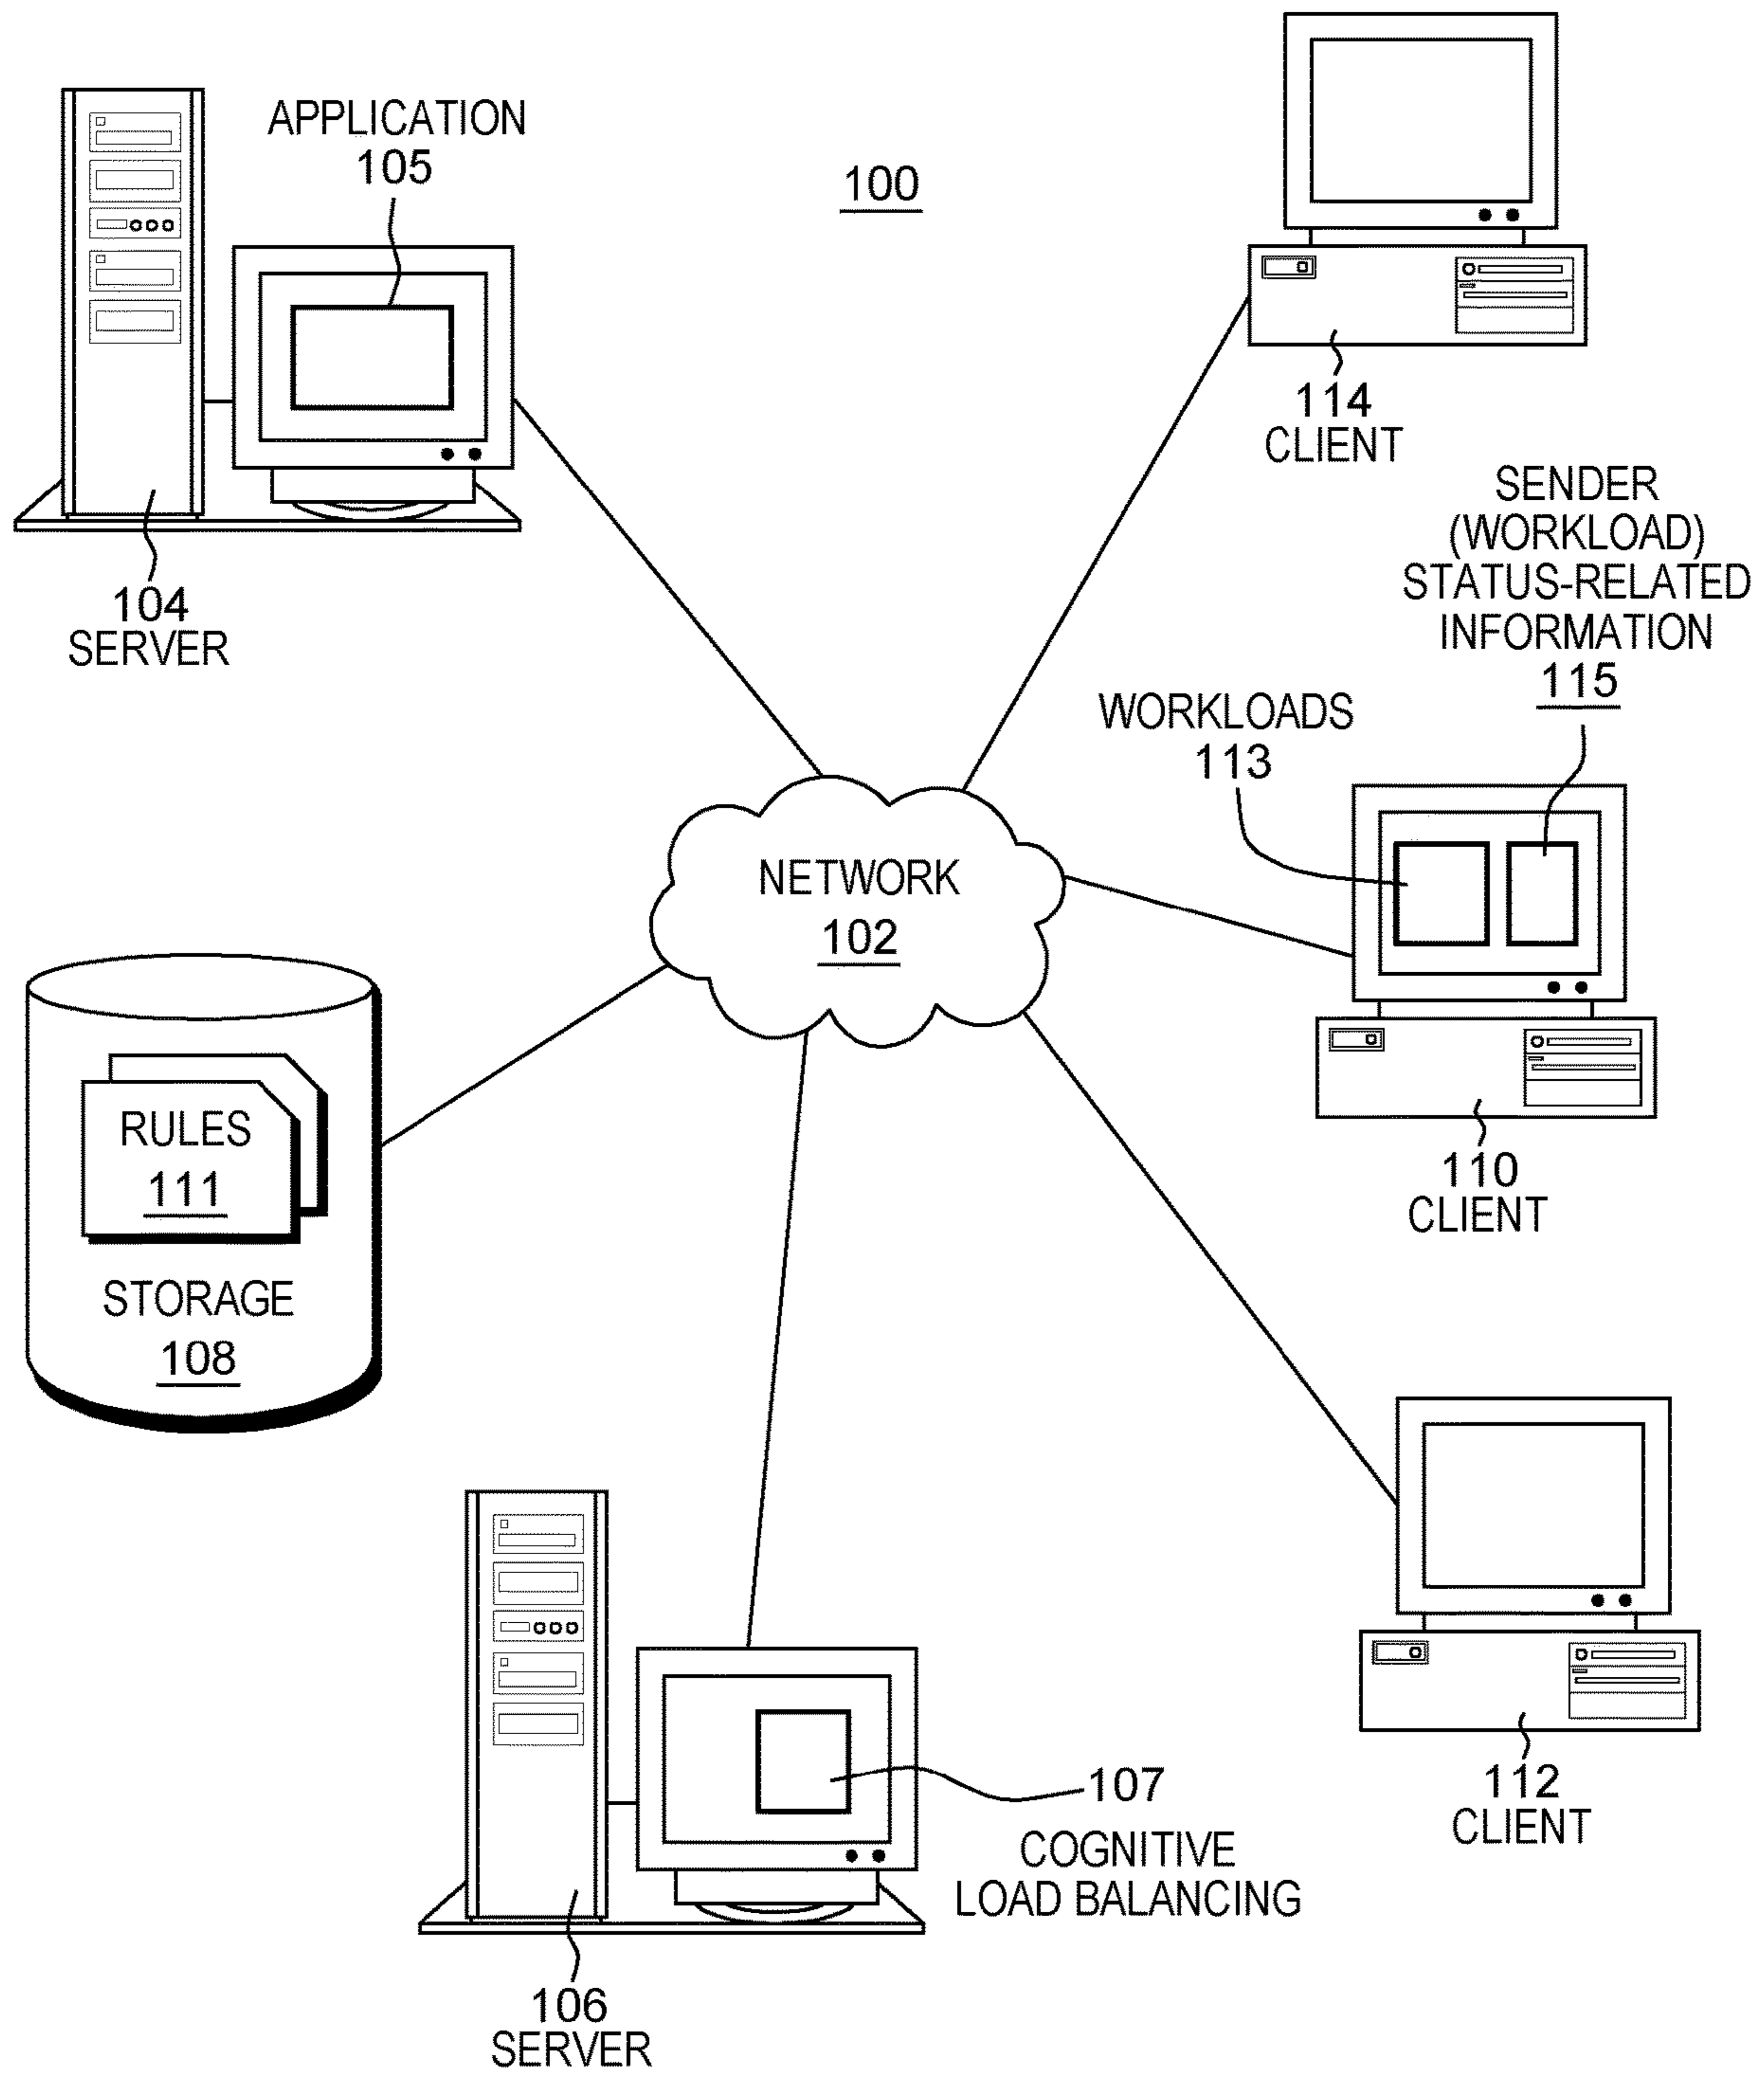 APPLICATION
105
100
104
SERVER
114
CLIENT
SENDER
(WORKLOAD)
STATUS-RELATED
INFORMATION
115
WORKLOADS
113
NETWORK
102
110
CLIENT
RULES
111
STORAGE
108
112
CLIENT
107
COGNITIVE
LOAD BALANCING
106
SERVER